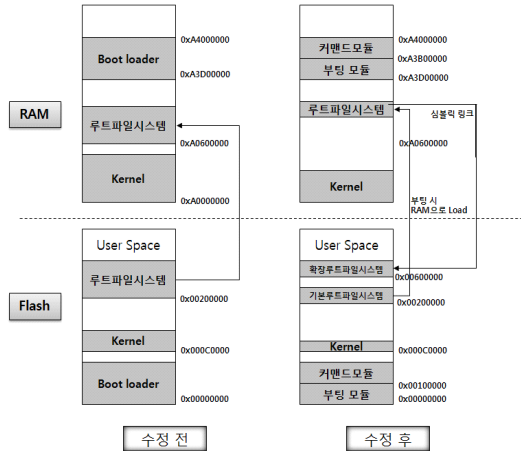 0xA4000000
Boot loader
0xA3D00000
RAM
루트파일시스템
0xA0600000
Kernel
0xA0000000
0xA4000000
커맨드모듈
0xA3B00000
부팅 모듈
0xA3D00000
루트파일시스템
심볼릭 링크
0xA0600000
Kernel
부팅 시
RAM으로 Load
User Space
루트파일시스템
0x00200000
Flash
Kernel
0x000C0000
Boot loader
0x00000000
User Space
확장루트파일시스템
0x00600000
기본루트파일시스템
0x00200000
Kernel
0x000C0000
커맨드모듈
0x00100000
부팅 모듈
0x00000000
수정 전
수정 후